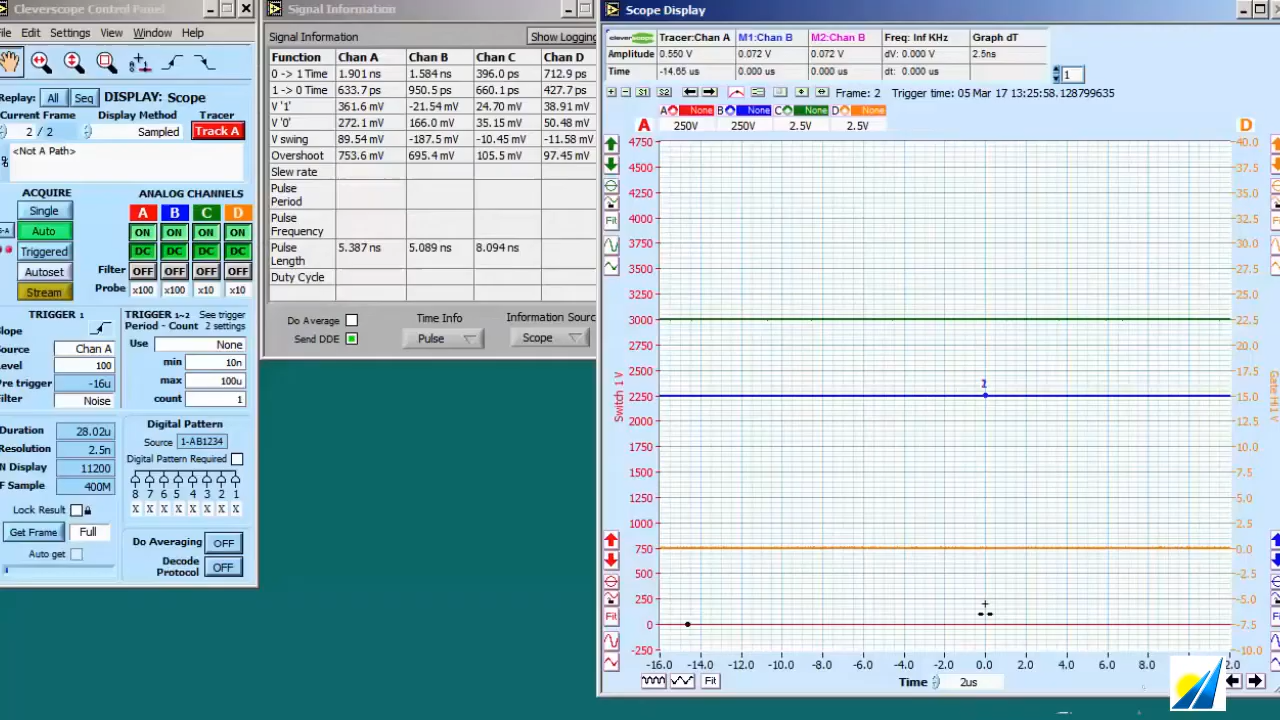 Cleverscope Control Panel
File Edit Settings View Window Help
Replay: All Seq DISPLAY: Scope
Current Frame Display Method Tracer
2 / 2 Sampled Track A
<Not A Path>
ACQUIRE
Single
Auto
Triggered
Autoset
Stream
ANALOG CHANNELS
A B C D
ON ON ON ON
DC DC DC DC
Filter OFF OFF OFF OFF
Probe x100 x100 x10 x10
TRIGGER 1
Slope
Source Chan A
Level 100
Pre trigger -16u
Filter Noise
TRIGGER 1~2 See trigger
Period - Count 2 settings
Use None
min 10n
max 100u
count 1
Duration 28.02u
Resolution 2.5n
N Display 11200
F Sample 400M
Lock Result
Get Frame Full
Auto get
Digital Pattern
Source 1-AB1234
Digital Pattern Required
8 7 6 5 4 3 2 1
X X X X X X X X
Do Averaging OFF
Decode
Protocol OFF
Signal Information
Signal Information Show Logging
Function Chan A Chan B Chan C Chan D
0 -> 1 Time 1.901 ns 1.584 ns 396.0 ps 712.9 ps
1 -> 0 Time 633.7 ps 950.5 ps 660.1 ps 427.7 ps
V '1' 361.6 mV -21.54 mV 24.70 mV 38.91 mV
V '0' 272.1 mV 166.0 mV 35.15 mV 50.48 mV
V swing 89.54 mV -187.5 mV -10.45 mV -11.58 mV
Overshoot 753.6 mV 695.4 mV 105.5 mV 97.45 mV
Slew rate
Pulse
Period
Pulse
Frequency
Pulse
Length 5.387 ns 5.089 ns 8.094 ns
Duty Cycle
Do Average
Send DDE
Time Info
Pulse
Information Sourc
Scope
Scope Display
cleverscope Tracer:Chan A M1:Chan B M2:Chan B Freq: Inf KHz Graph dT
Amplitude 0.550 V 0.072 V 0.072 V dV: 0.000 V 2.5ns
Time -14.65 us 0.000 us 0.000 us dt: 0.000 us
1
S1 S2 Frame: 2 Trigger time: 05 Mar 17 13:25:58.128799635
A None B None C None D None
A 250V 250V 2.5V 2.5V D
4750 40.0
4500 37.5
4250 35.0
4000 32.5
3750 30.0
3500 27.5
3250 25.0
3000 22.5
2750 20.0
2500 17.5
2250 15.0
2000 12.5
1750 10.0
1500 7.5
1250 5.0
1000 2.5
750 0.0
500 -2.5
250 -5.0
0 -7.5
-250 -10.0
Fit
Fit
Switch 1 V
2
-16.0 -14.0 -12.0 -10.0 -8.0 -6.0 -4.0 -2.0 0.0 2.0 4.0 6.0 8.0 2.0
Fit Time 2us